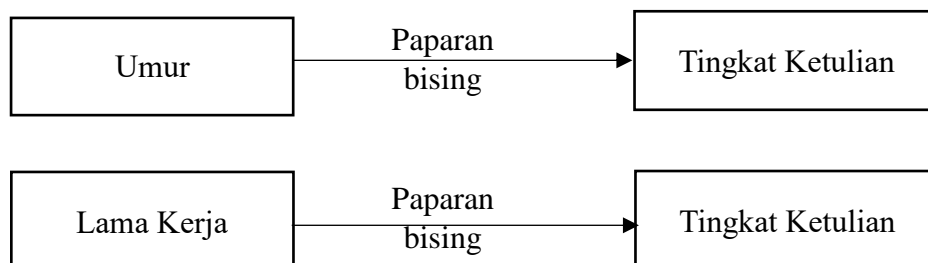 Umur
Paparan
bising
Tingkat Ketulian
Lama Kerja
Paparan
bising
Tingkat Ketulian